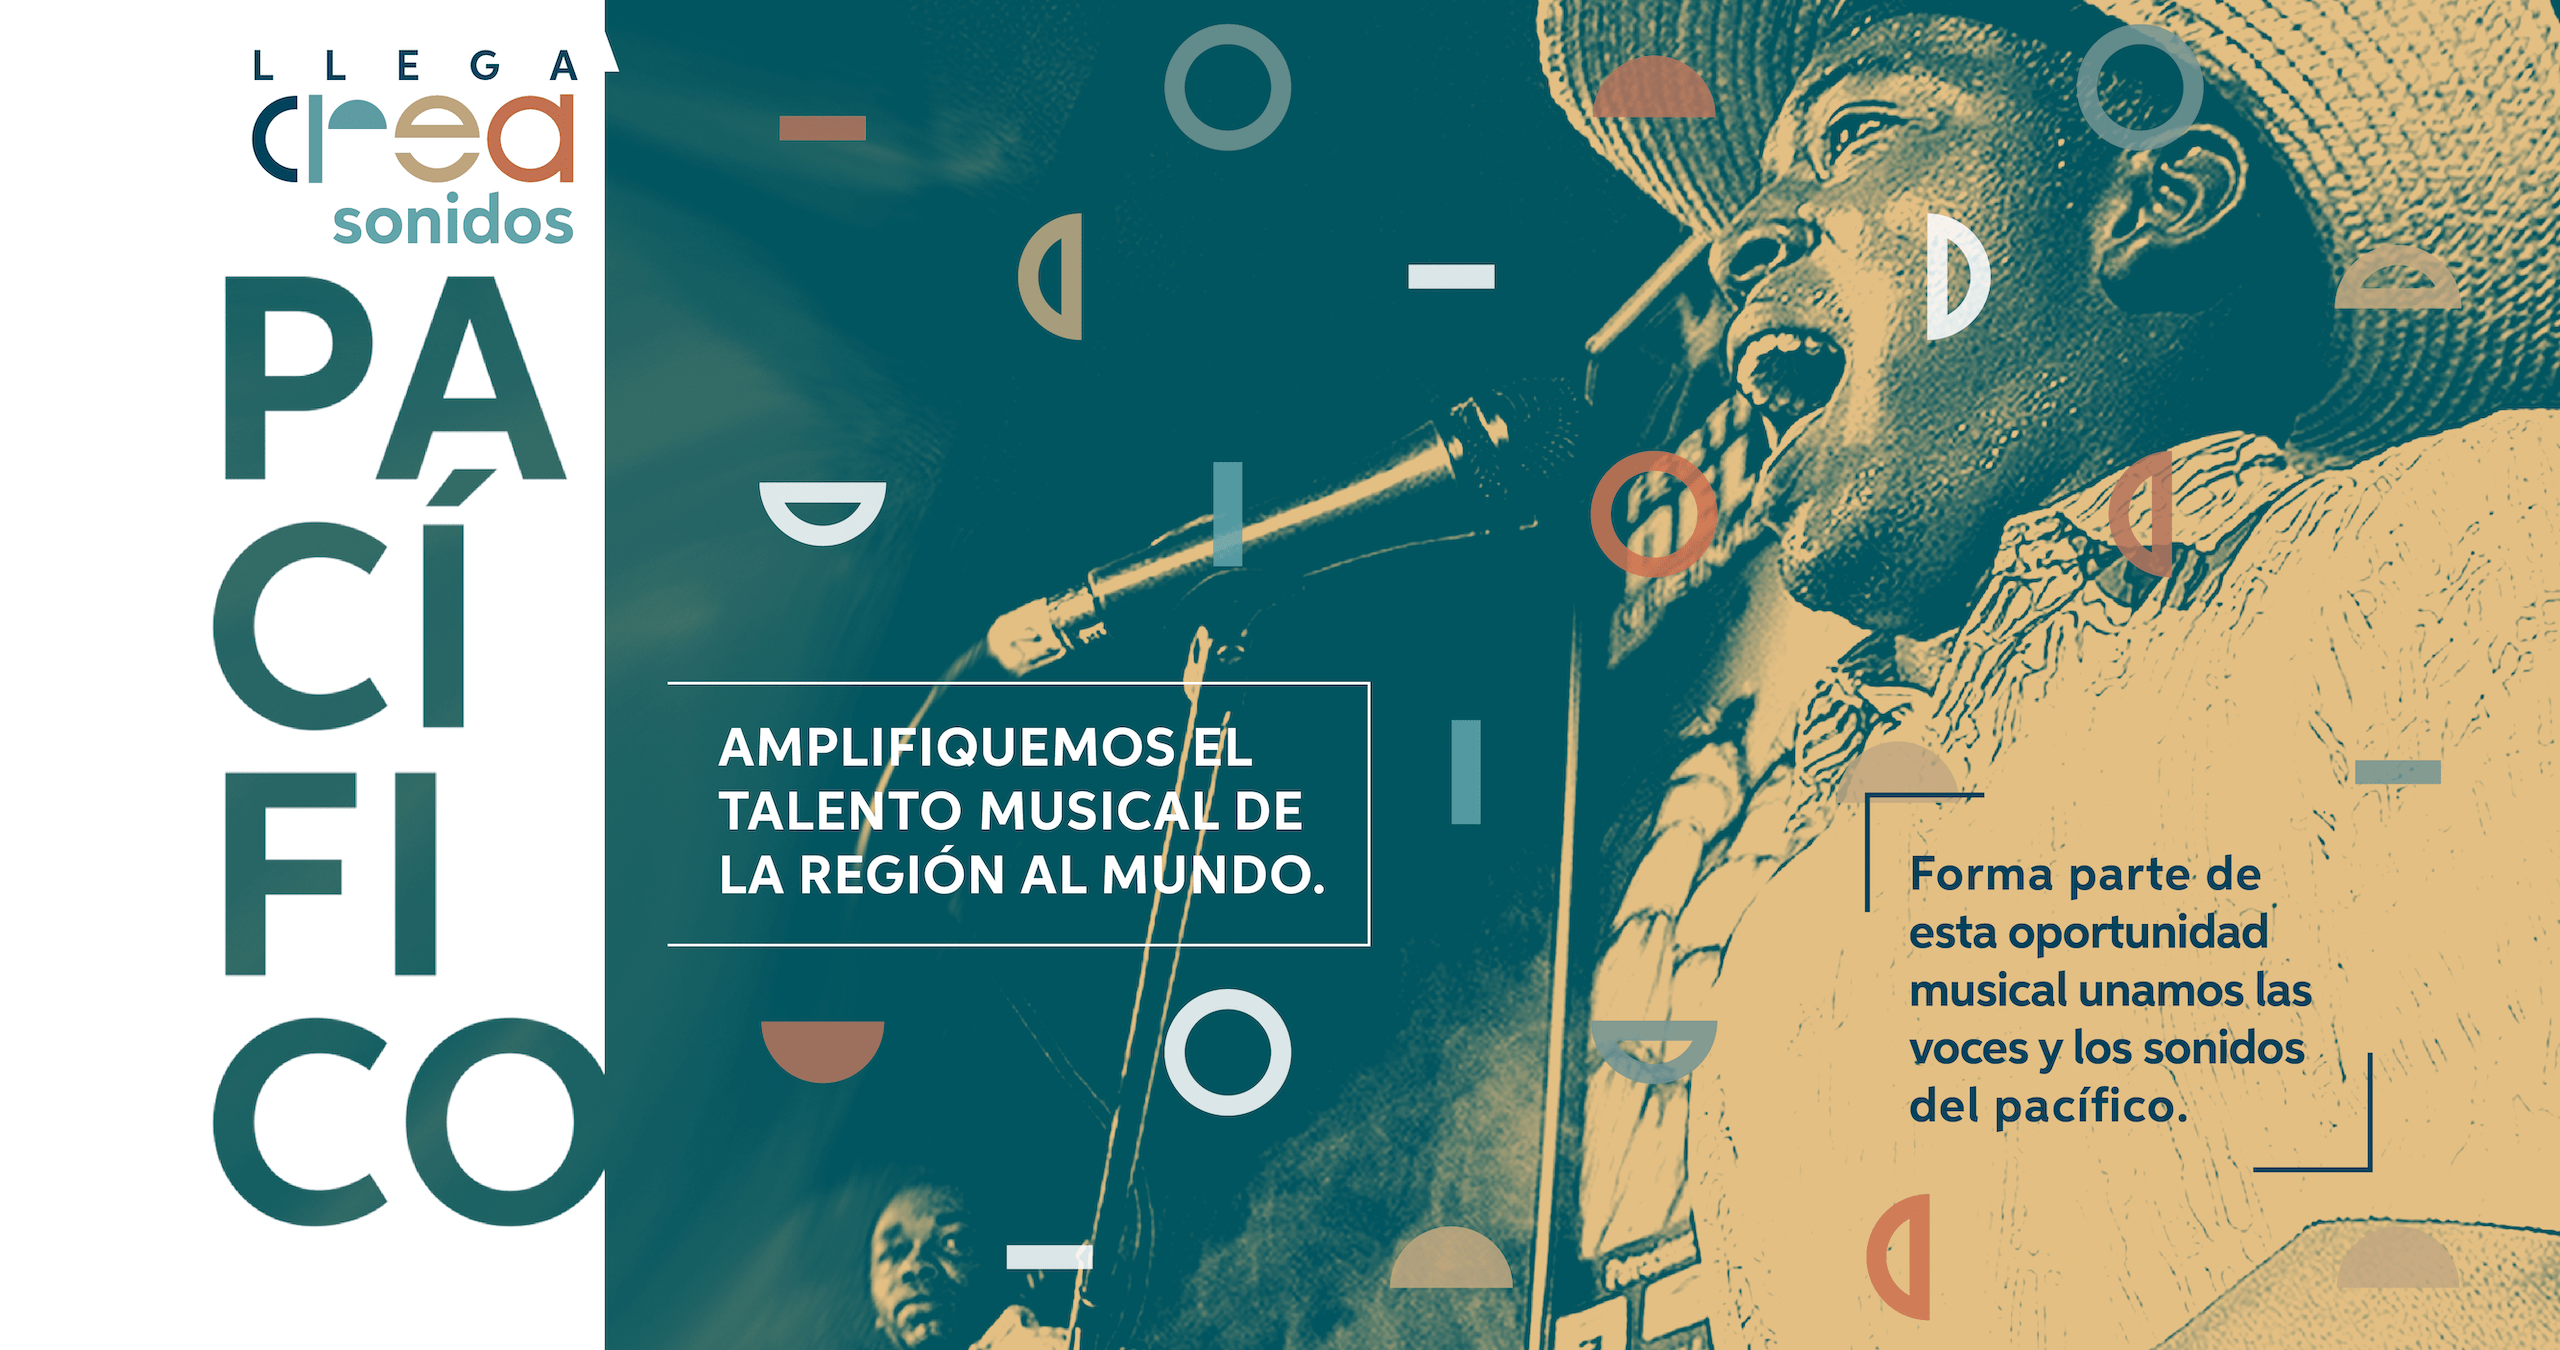 LLEGA
crea
sonidos
PA
CÍ
FI
CO
AMPLIFIQUEMOS EL
TALENTO MUSICAL DE
LA REGIÓN AL MUNDO.
Forma parte de
esta oportunidad
musical unamos las
voces y los sonidos
del pacífico.